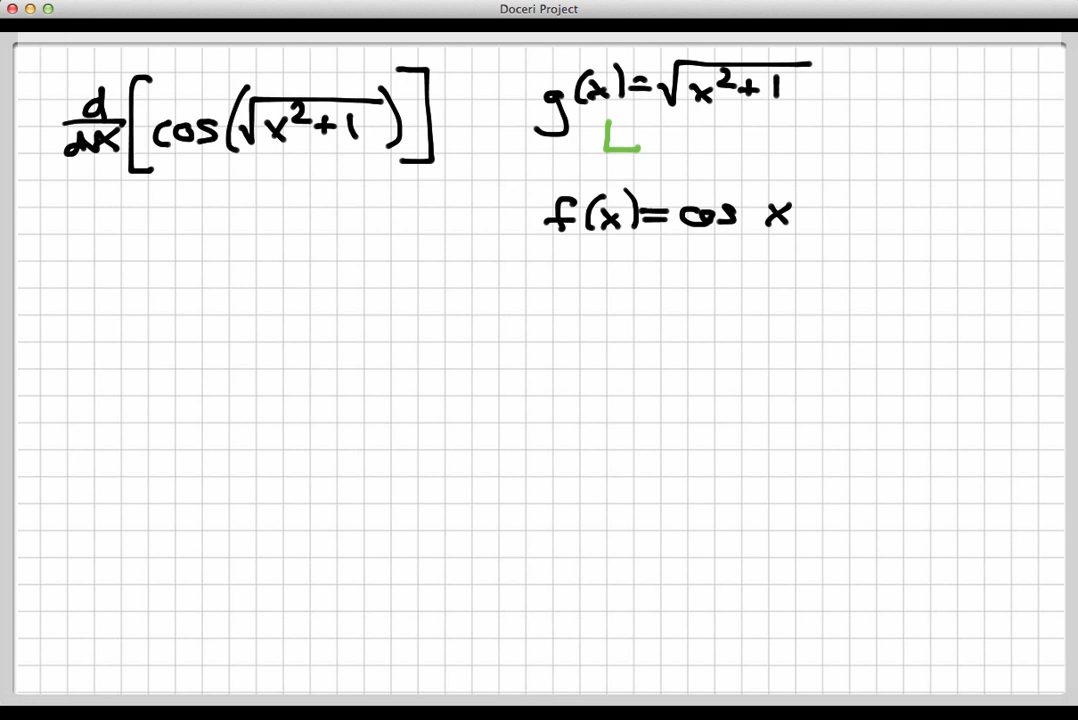 Doceri Project
d/dx [cos(√(x²+1))]
g(x)=√(x²+1)
f(x)=cos x